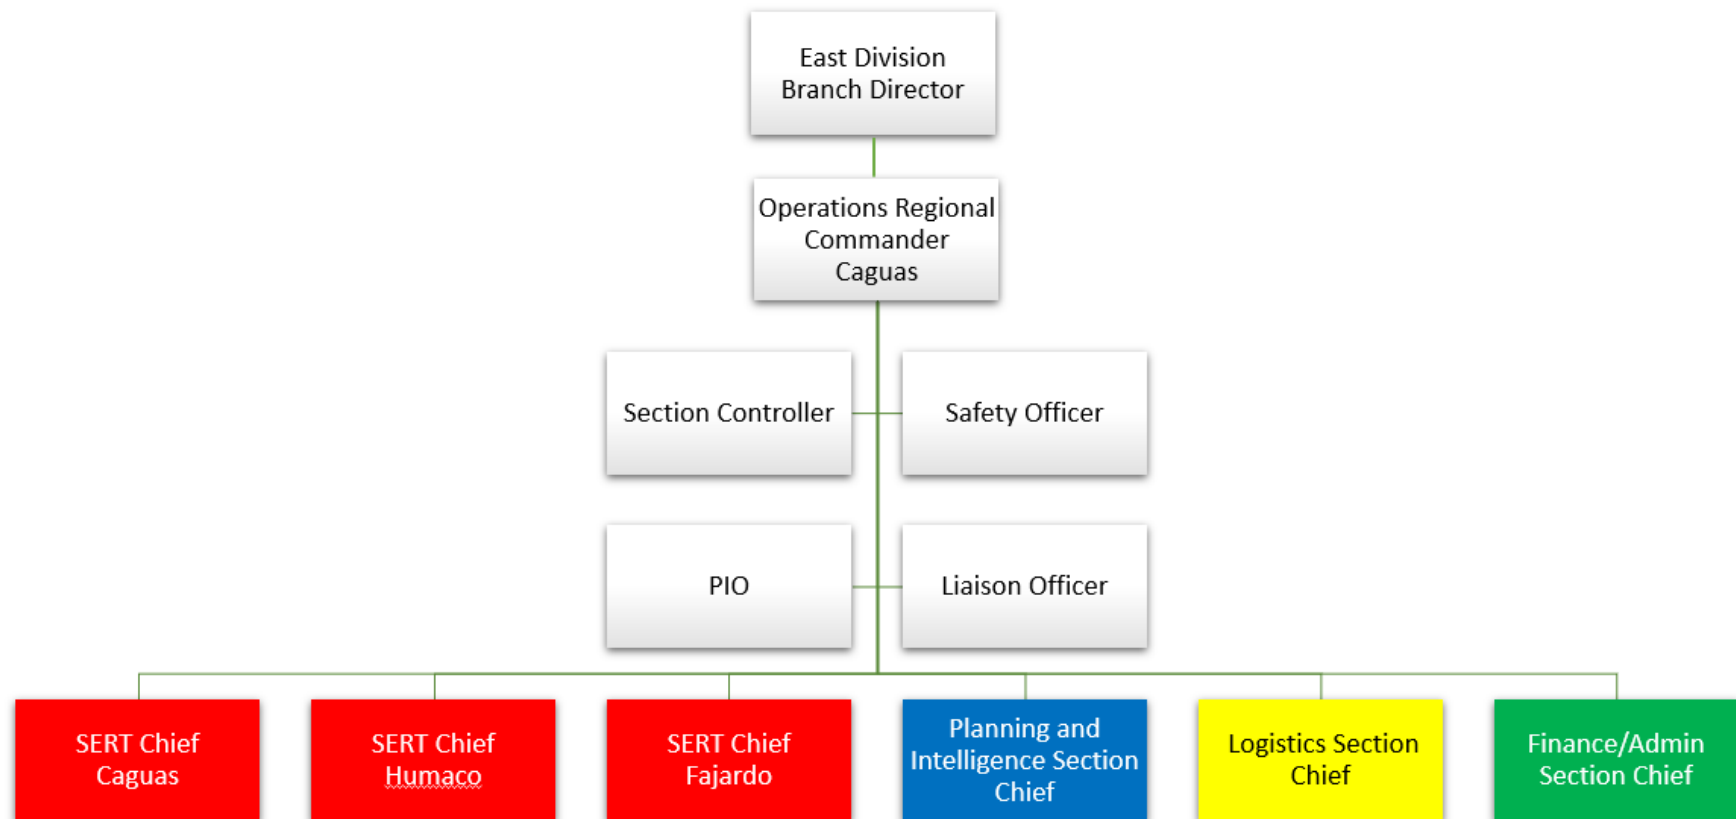 East Division
Branch Director
Operations Regional
Commander
Caguas
Section Controller
Safety Officer
PIO
Liaison Officer
SERT Chief
Caguas
SERT Chief
Humaco
SERT Chief
Fajardo
Planning and
Intelligence Section
Chief
Logistics Section
Chief
Finance/Admin
Section Chief